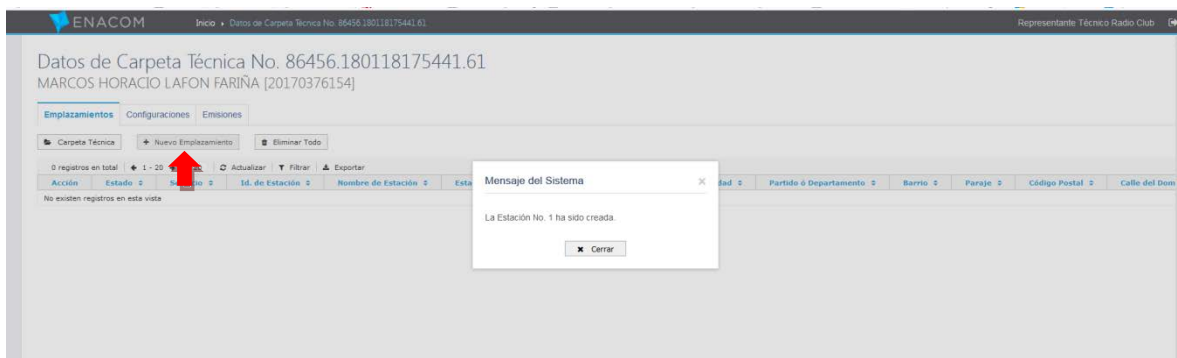 ENACOM Inicio Datos de Carpeta Técnica No. 86456.180118175441.61 Representante Técnico Radio Club
Datos de Carpeta Técnica No. 86456.180118175441.61
MARCOS HORACIO LAFON FARIÑA [20170376154]
Emplazamientos Configuraciones Emisiones
Carpeta Técnica + Nuevo Emplazamiento Eliminar Todo
0 registros en total 1 - 20 Actualizar Filtrar Exportar
Acción Estado Id. de Estación Nombre de Estación Partido ó Departamento Barrio Paraje Código Postal Calle del Dom
No existen registros en esta vista
Mensaje del Sistema
La Estación No. 1 ha sido creada.
Cerrar